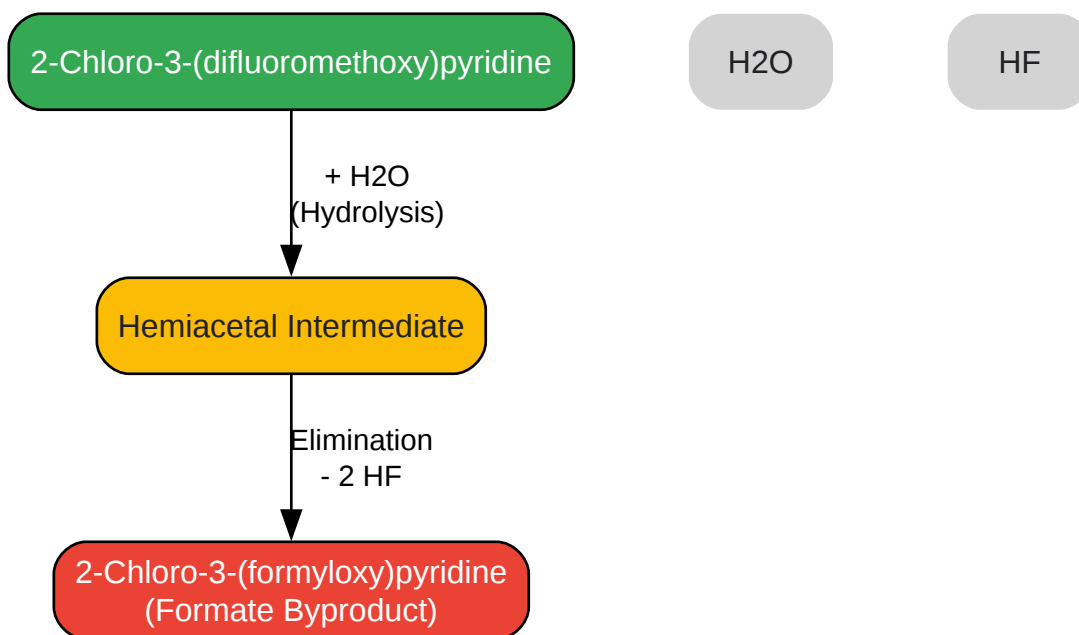 2-Chloro-3-(difluoromethoxy)pyridine
H2O
HF
+ H2O
(Hydrolysis)
Hemiacetal Intermediate
Elimination
- 2 HF
2-Chloro-3-(formyloxy)pyridine
(Formate Byproduct)